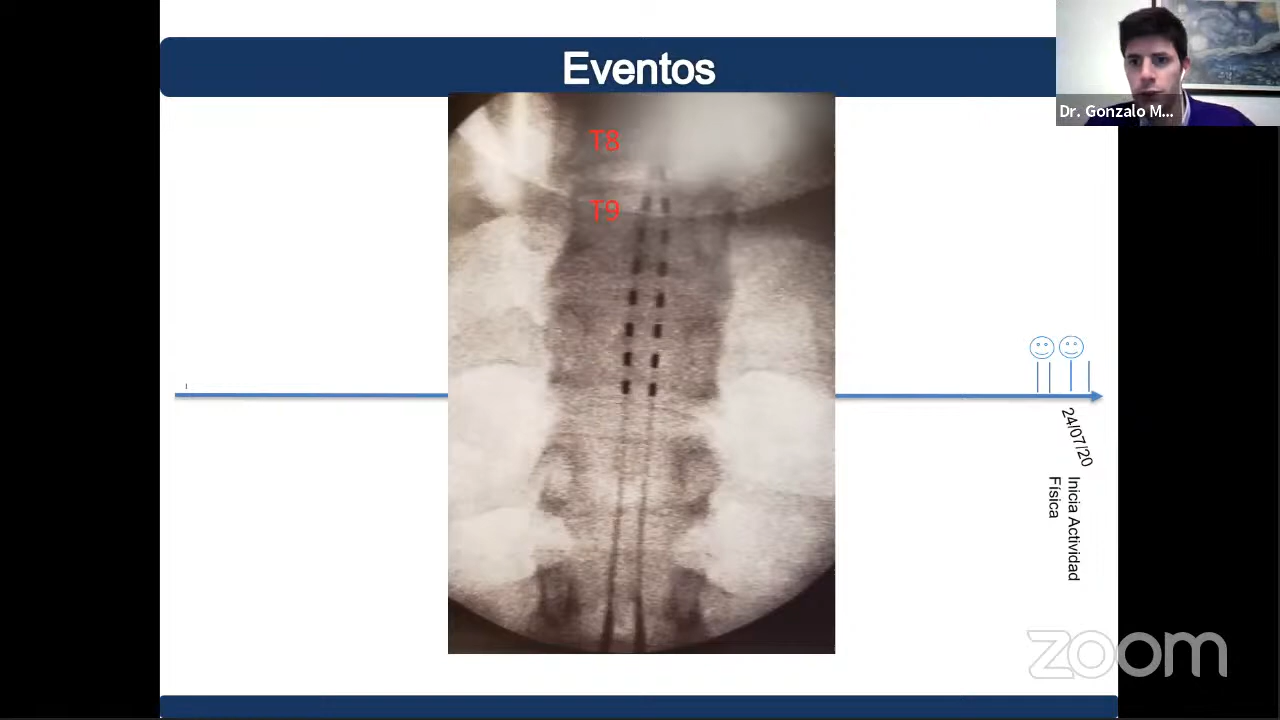 Eventos
Dr. Gonzalo M...
T8
T9
24/07/20
Inicia Actividad
Física
zoom